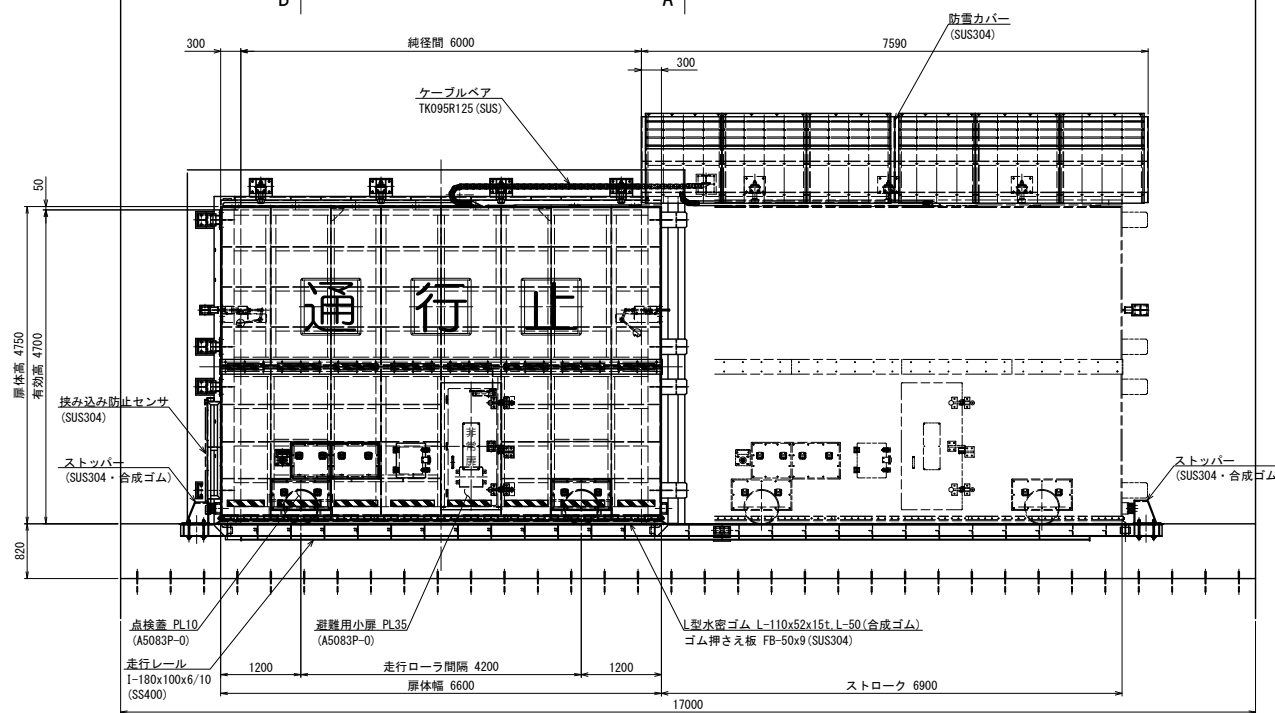 B
A
防雪カバー
(SUS304)
300
純径間 6000
7590
300
ケーブルベア
TK095R125(SUS)
50
扉体高 4750
有効高 4700
通 行 止
非常用
挟み込み防止センサ
(SUS304)
ストッパー
(SUS304・合成ゴム)
ストッパー
(SUS304・合成ゴム)
820
点検蓋 PL10
(A5083P-O)
避難用小扉 PL35
(A5083P-O)
L型水密ゴム L-110x52x15t,L-50(合成ゴム)
ゴム押さえ板 FB-50x9(SUS304)
走行レール
I-180x100x6/10
(SS400)
1200
走行ローラ間隔 4200
1200
扉体幅 6600
ストローク 6900
17000